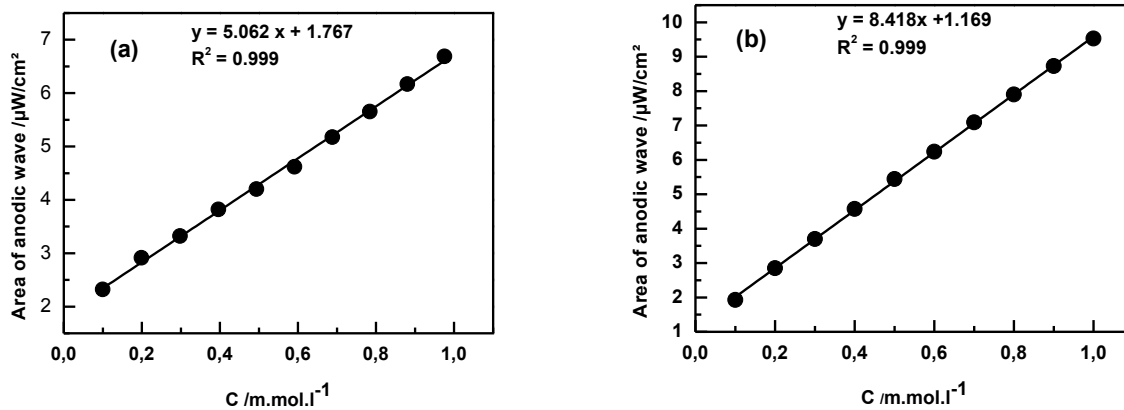 (a)
y = 5.062 x + 1.767
R² = 0.999
Area of anodic wave /µW/cm²
7
6
5
4
3
2
0,0 0,2 0,4 0,6 0,8 1,0
C /m.mol.l⁻¹
(b)
y = 8.418x +1.169
R² = 0.999
Area of anodic wave /µW/cm²
10
9
8
7
6
5
4
3
2
1
0,0 0,2 0,4 0,6 0,8 1,0
C /m.mol.l⁻¹